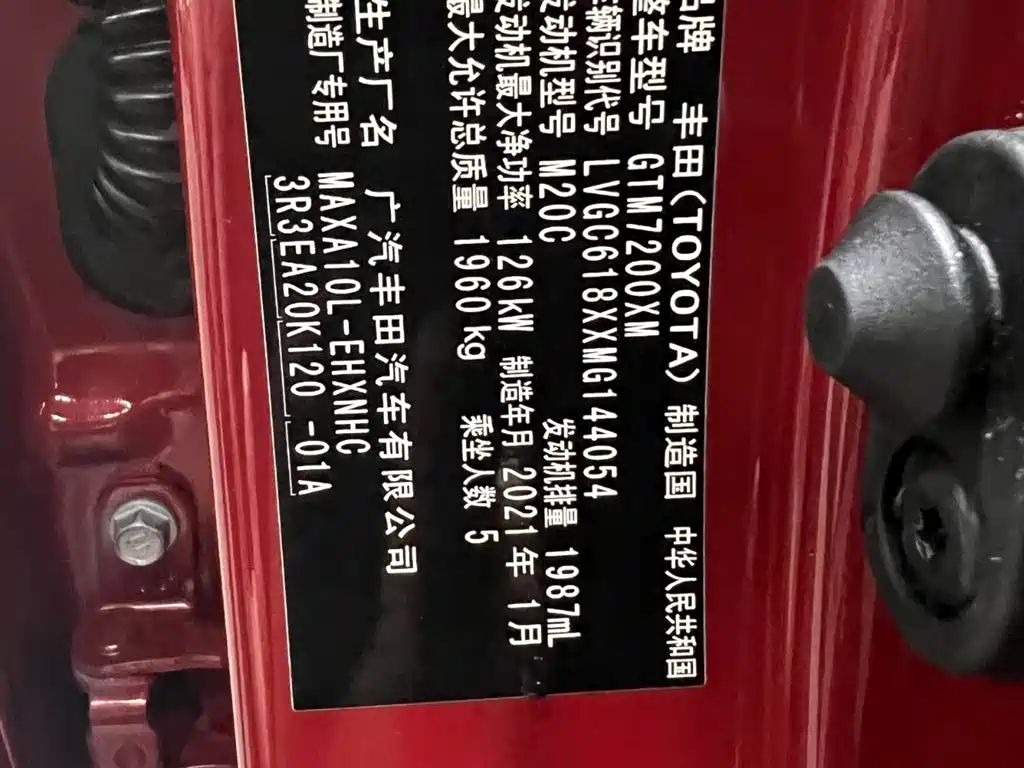 品牌 丰田(TOYOTA) 制造国 中华人民共和国
整车型号 GTM7200XM
车辆识别代号 LVGC618XXMG144054
发动机型号 M20C 发动机排量 1987mL
发动机最大净功率 126kW 制造年月 2021年 1月
最大允许总质量 1960kg 乘坐人数 5
生产厂名 广汽丰田汽车有限公司
制造厂专用号 MAXA10L-EHXNHC
3R3EA20K120 -01A